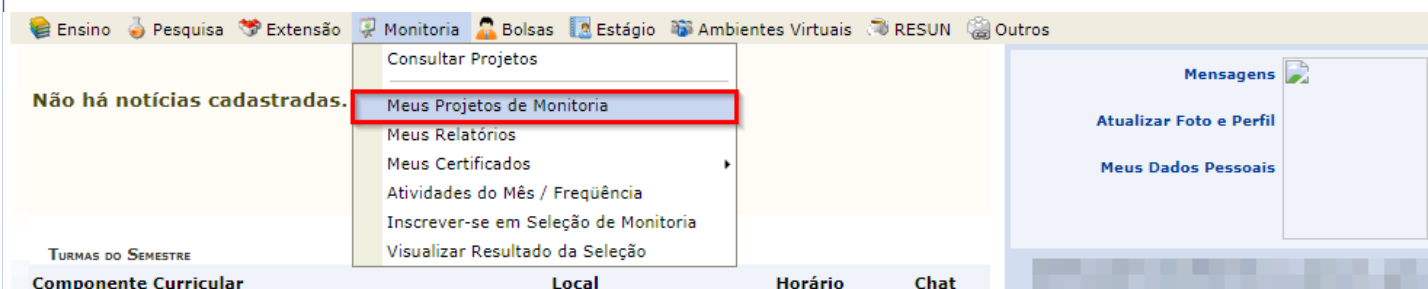 Ensino Pesquisa Extensão Monitoria Bolsas Estágio Ambientes Virtuais RESUN Outros
Consultar Projetos
Não há notícias cadastradas.
Meus Projetos de Monitoria
Meus Relatórios
Meus Certificados
Atividades do Mês / Freqüência
Inscrever-se em Seleção de Monitoria
Visualizar Resultado da Seleção
Mensagens
Atualizar Foto e Perfil
Meus Dados Pessoais
Turmas do Semestre
Componente Curricular Local Horário Chat